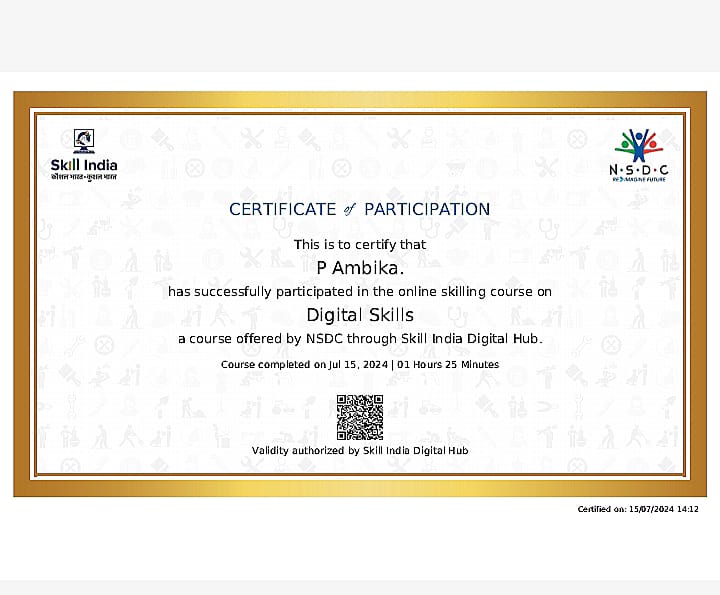 Skill India
कौशल भारत-कुशल भारत
N·S·D·C
RE-IMAGINE FUTURE
CERTIFICATE of PARTICIPATION
This is to certify that
P Ambika.
has successfully participated in the online skilling course on
Digital Skills
a course offered by NSDC through Skill India Digital Hub.
Course completed on Jul 15, 2024 | 01 Hours 25 Minutes
Validity authorized by Skill India Digital Hub
Certified on: 15/07/2024 14:12